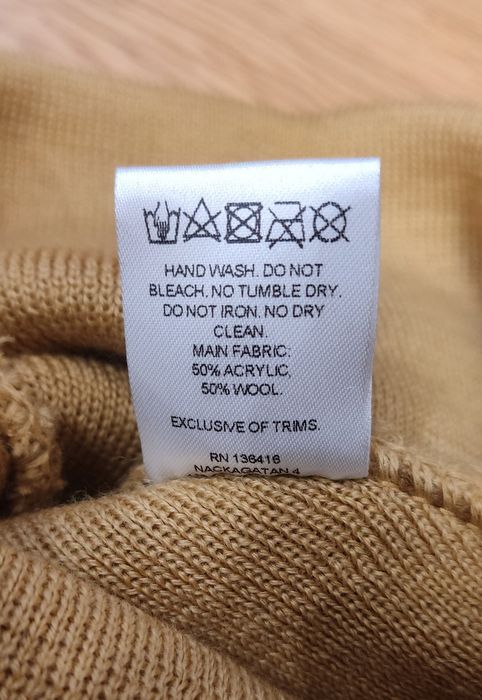 HAND WASH. DO NOT
BLEACH. NO TUMBLE DRY.
DO NOT IRON. NO DRY
CLEAN.
MAIN FABRIC:
50% ACRYLIC,
50% WOOL.
EXCLUSIVE OF TRIMS.
RN 136416
NACKAGATAN 4